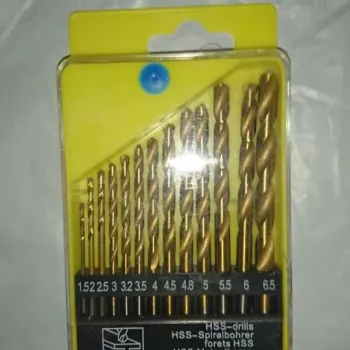 1.5 2 2.5 3 3.2 3.5 4 4.5 4.8 5 5.5 6 6.5
HSS-drills
HSS-Spiralbohrer
forets HSS